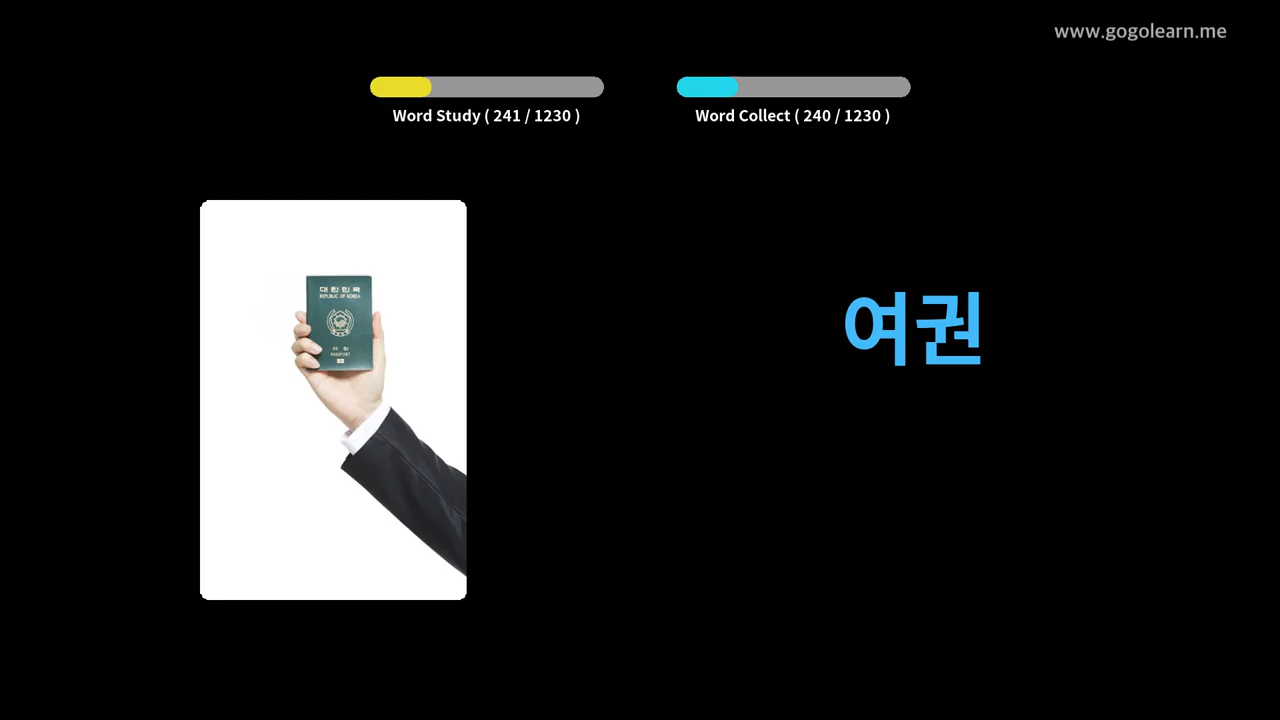 www.gogolearn.me
Word Study ( 241 / 1230 )
Word Collect ( 240 / 1230 )
대한민국
REPUBLIC OF KOREA
여권
PASSPORT
여권